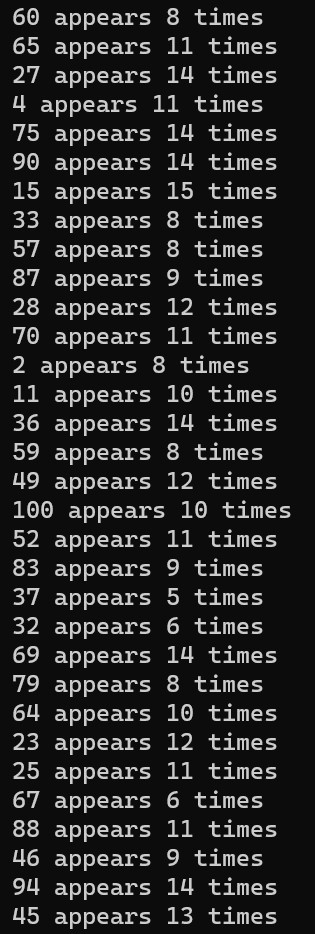 60 appears 8 times
65 appears 11 times
27 appears 14 times
4 appears 11 times
75 appears 14 times
90 appears 14 times
15 appears 15 times
33 appears 8 times
57 appears 8 times
87 appears 9 times
28 appears 12 times
70 appears 11 times
2 appears 8 times
11 appears 10 times
36 appears 14 times
59 appears 8 times
49 appears 12 times
100 appears 10 times
52 appears 11 times
83 appears 9 times
37 appears 5 times
32 appears 6 times
69 appears 14 times
79 appears 8 times
64 appears 10 times
23 appears 12 times
25 appears 11 times
67 appears 6 times
88 appears 11 times
46 appears 9 times
94 appears 14 times
45 appears 13 times